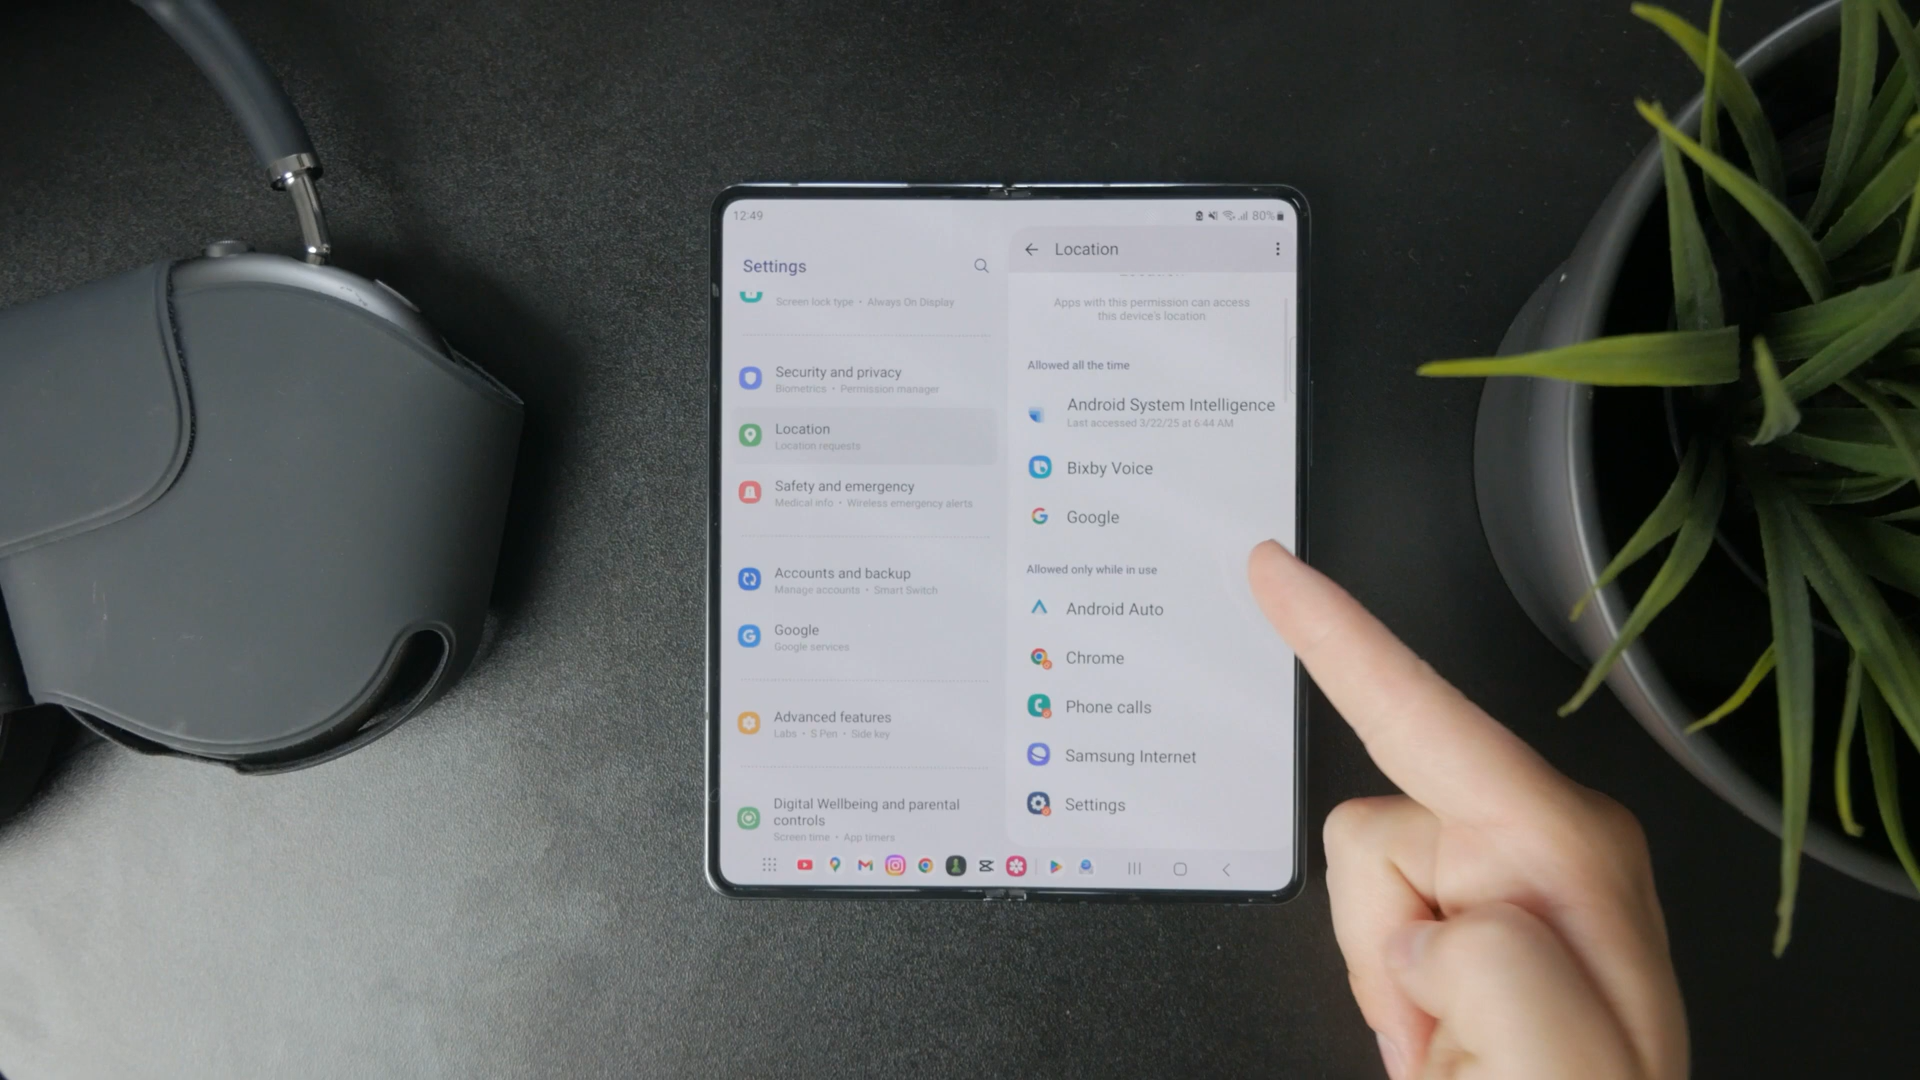 12:49
80%
Settings
Screen lock type • Always On Display
Security and privacy
Biometrics • Permission manager
Location
Location requests
Safety and emergency
Medical info • Wireless emergency alerts
Accounts and backup
Manage accounts • Smart Switch
Google
Google services
Advanced features
Labs • S Pen • Side key
Digital Wellbeing and parental
controls
Screen time • App timers
Location
Apps with this permission can access
this device's location
Allowed all the time
Android System Intelligence
Last accessed 3/22/25 at 6:44 AM
Bixby Voice
Google
Allowed only while in use
Android Auto
Chrome
Phone calls
Samsung Internet
Settings